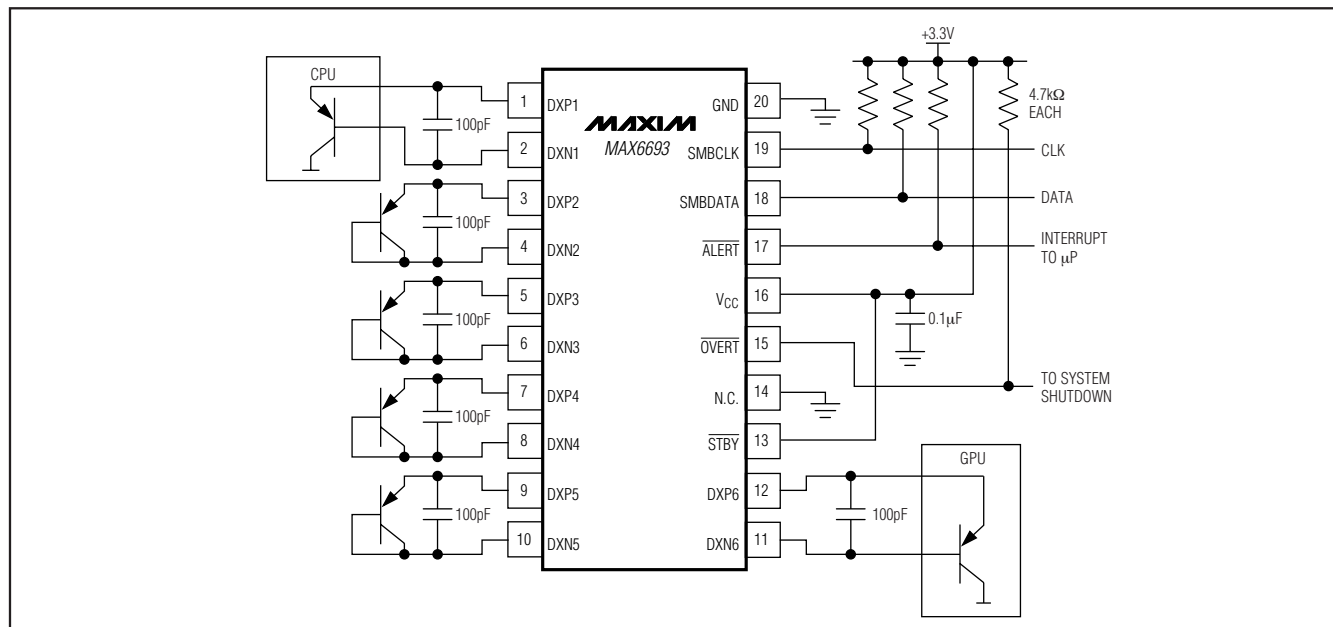 CPU
100pF
100pF
100pF
100pF
100pF
1 DXP1
2 DXN1
3 DXP2
4 DXN2
5 DXP3
6 DXN3
7 DXP4
8 DXN4
9 DXP5
10 DXN5
MAXIM
MAX6693
GND 20
SMBCLK 19
SMBDATA 18
ALERT 17
VCC 16
OVERT 15
N.C. 14
STBY 13
DXP6 12
DXN6 11
+3.3V
4.7kΩ
EACH
CLK
DATA
INTERRUPT
TO μP
0.1μF
TO SYSTEM
SHUTDOWN
100pF
GPU